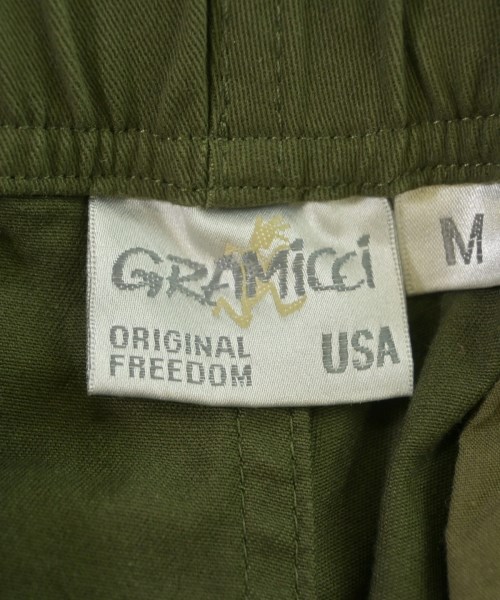 GRAMiCCi
ORIGINAL
FREEDOM
USA
M